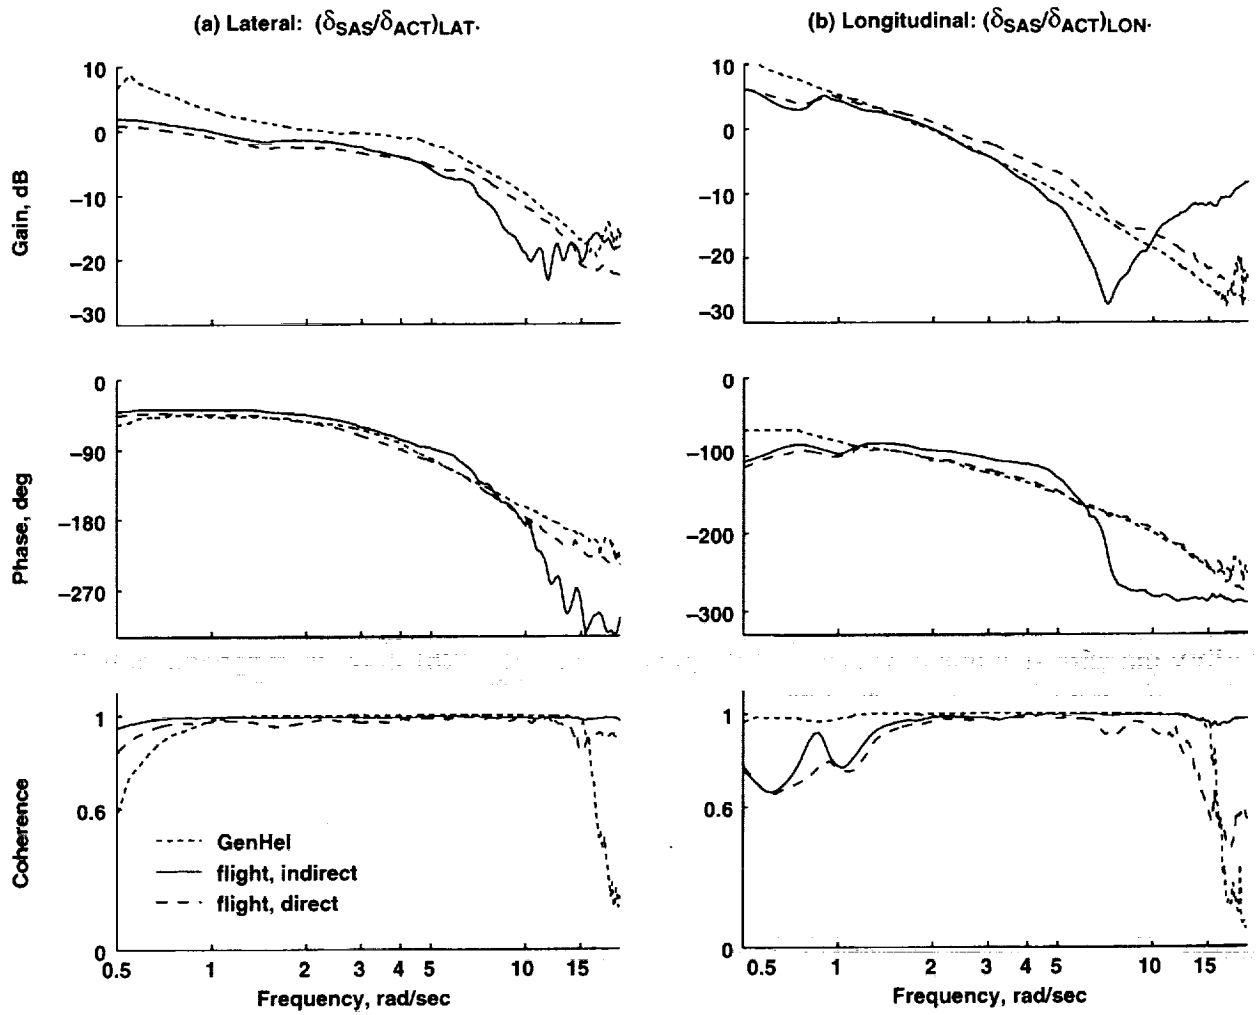 (a) Lateral: (δSAS/δACT)LAT.
(b) Longitudinal: (δSAS/δACT)LON.
Gain, dB
10
0
–10
–20
–30
10
0
–10
–20
–30
Phase, deg
0
–90
–180
–270
0
–100
–200
–300
Coherence
1
0.6
0
GenHel
flight, indirect
flight, direct
1
0.6
0
0.5 1 2 3 4 5 10 15
Frequency, rad/sec
0.5 1 2 3 4 5 10 15
Frequency, rad/sec